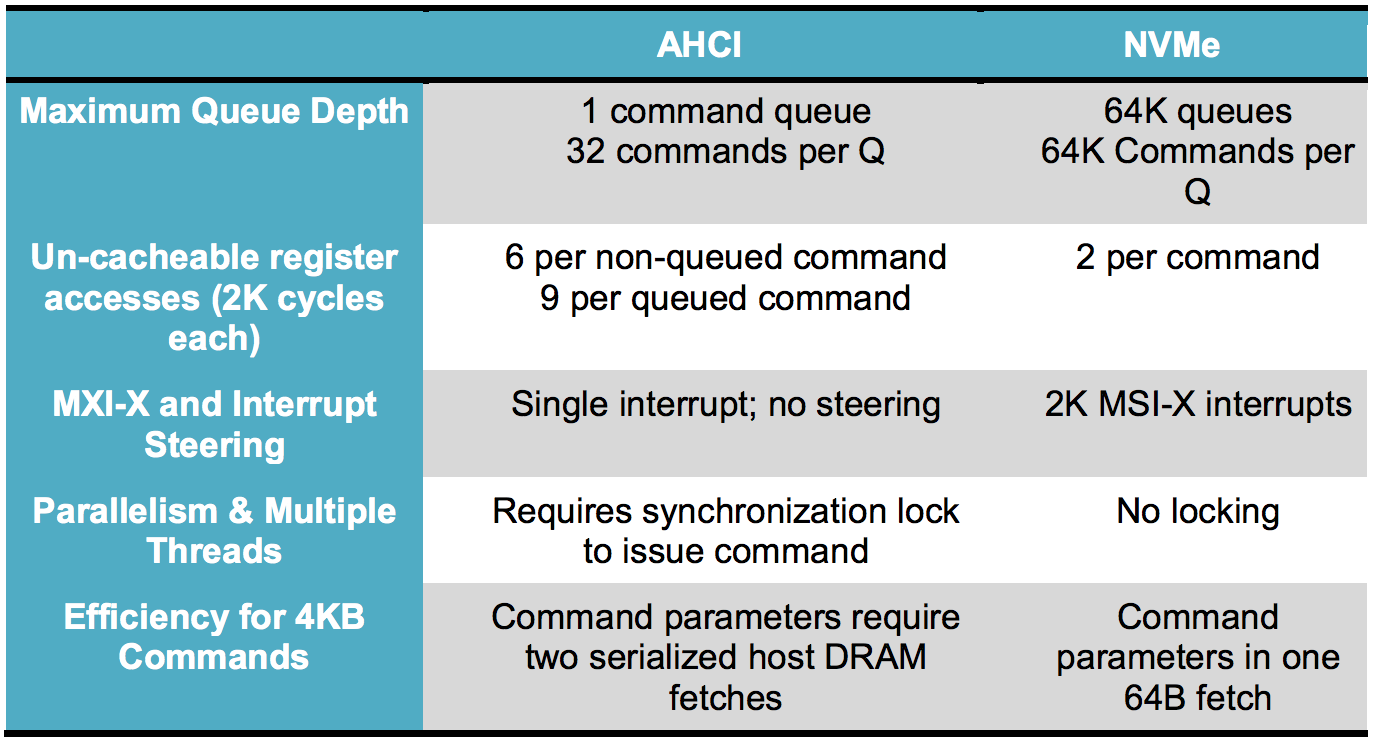 AHCI NVMe
Maximum Queue Depth 1 command queue 64K queues
32 commands per Q 64K Commands per
Q
Un-cacheable register 6 per non-queued command 2 per command
accesses (2K cycles 9 per queued command
each)
MXI-X and Interrupt Single interrupt; no steering 2K MSI-X interrupts
Steering
Parallelism & Multiple Requires synchronization lock No locking
Threads to issue command
Efficiency for 4KB Command parameters require Command
Commands two serialized host DRAM parameters in one
fetches 64B fetch